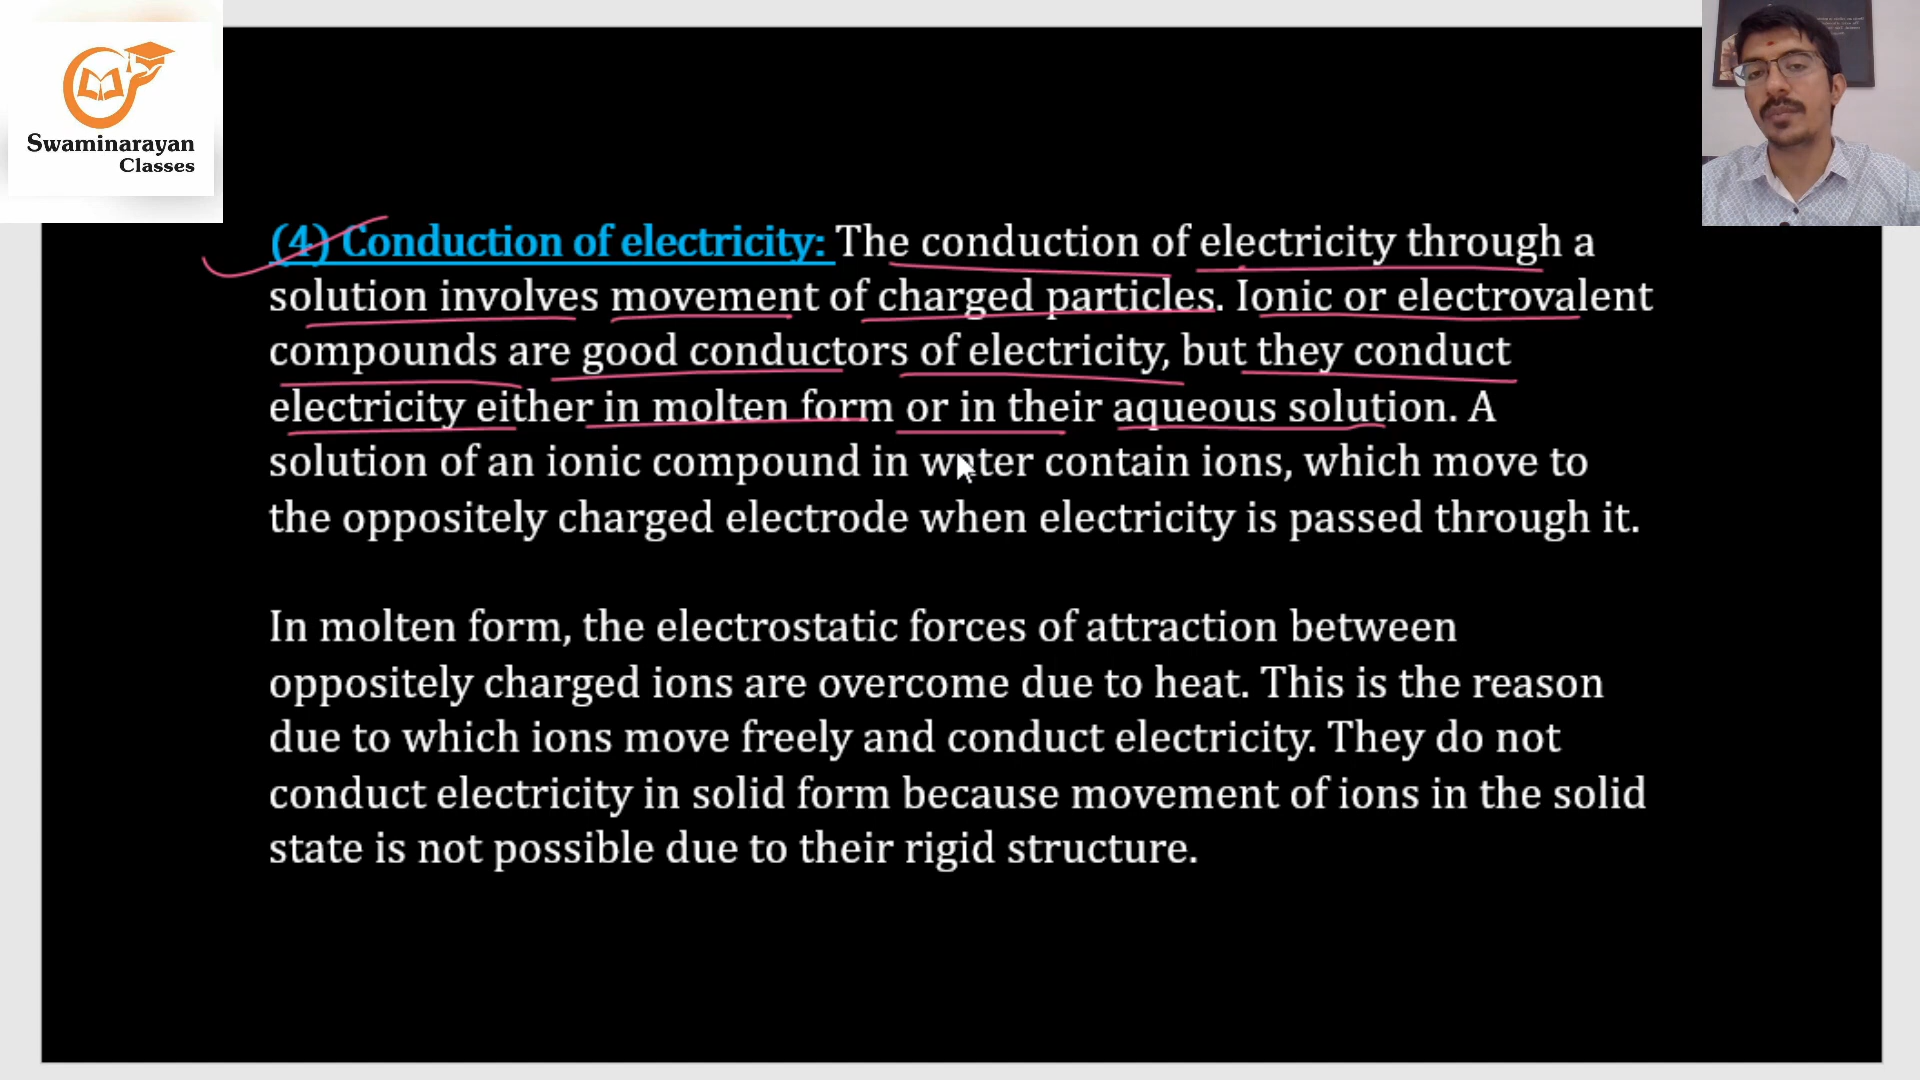 Swaminarayan
Classes
(4) Conduction of electricity: The conduction of electricity through a
solution involves movement of charged particles. Ionic or electrovalent
compounds are good conductors of electricity, but they conduct
electricity either in molten form or in their aqueous solution. A
solution of an ionic compound in water contain ions, which move to
the oppositely charged electrode when electricity is passed through it.
In molten form, the electrostatic forces of attraction between
oppositely charged ions are overcome due to heat. This is the reason
due to which ions move freely and conduct electricity. They do not
conduct electricity in solid form because movement of ions in the solid
state is not possible due to their rigid structure.